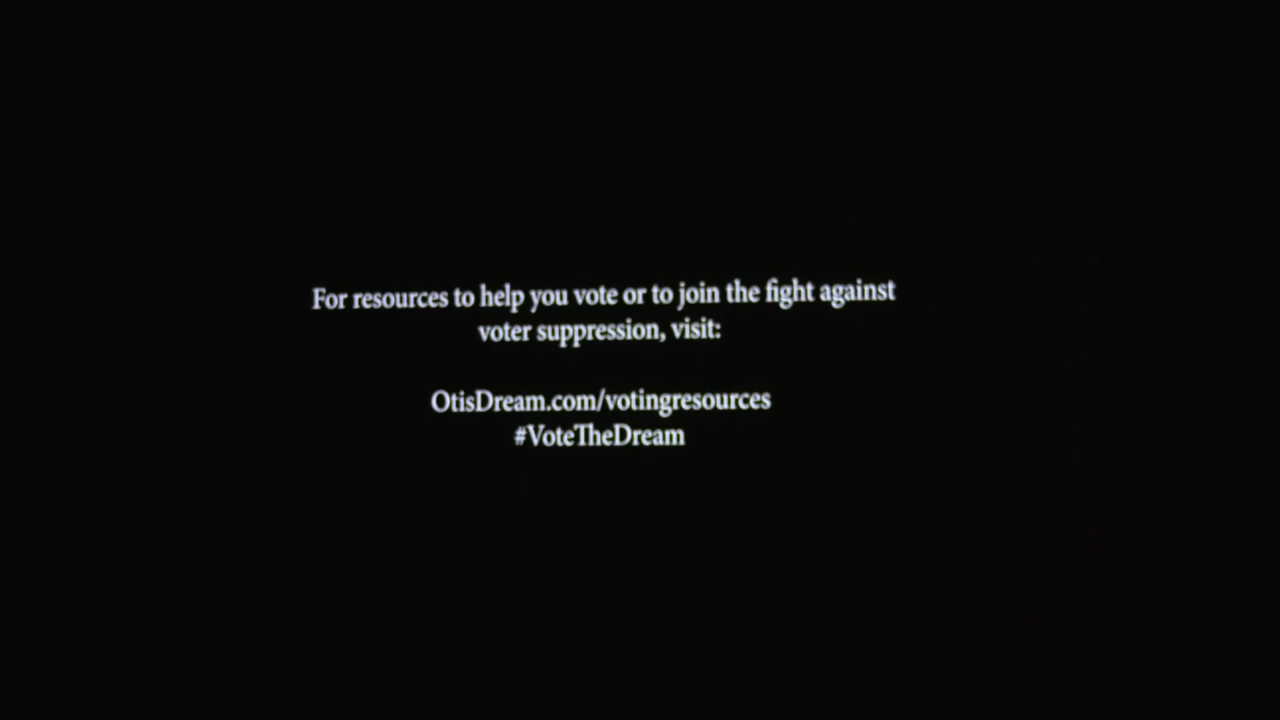 For resources to help you vote or to join the fight against
voter suppression, visit:
OtisDream.com/votingresources
#VoteTheDream